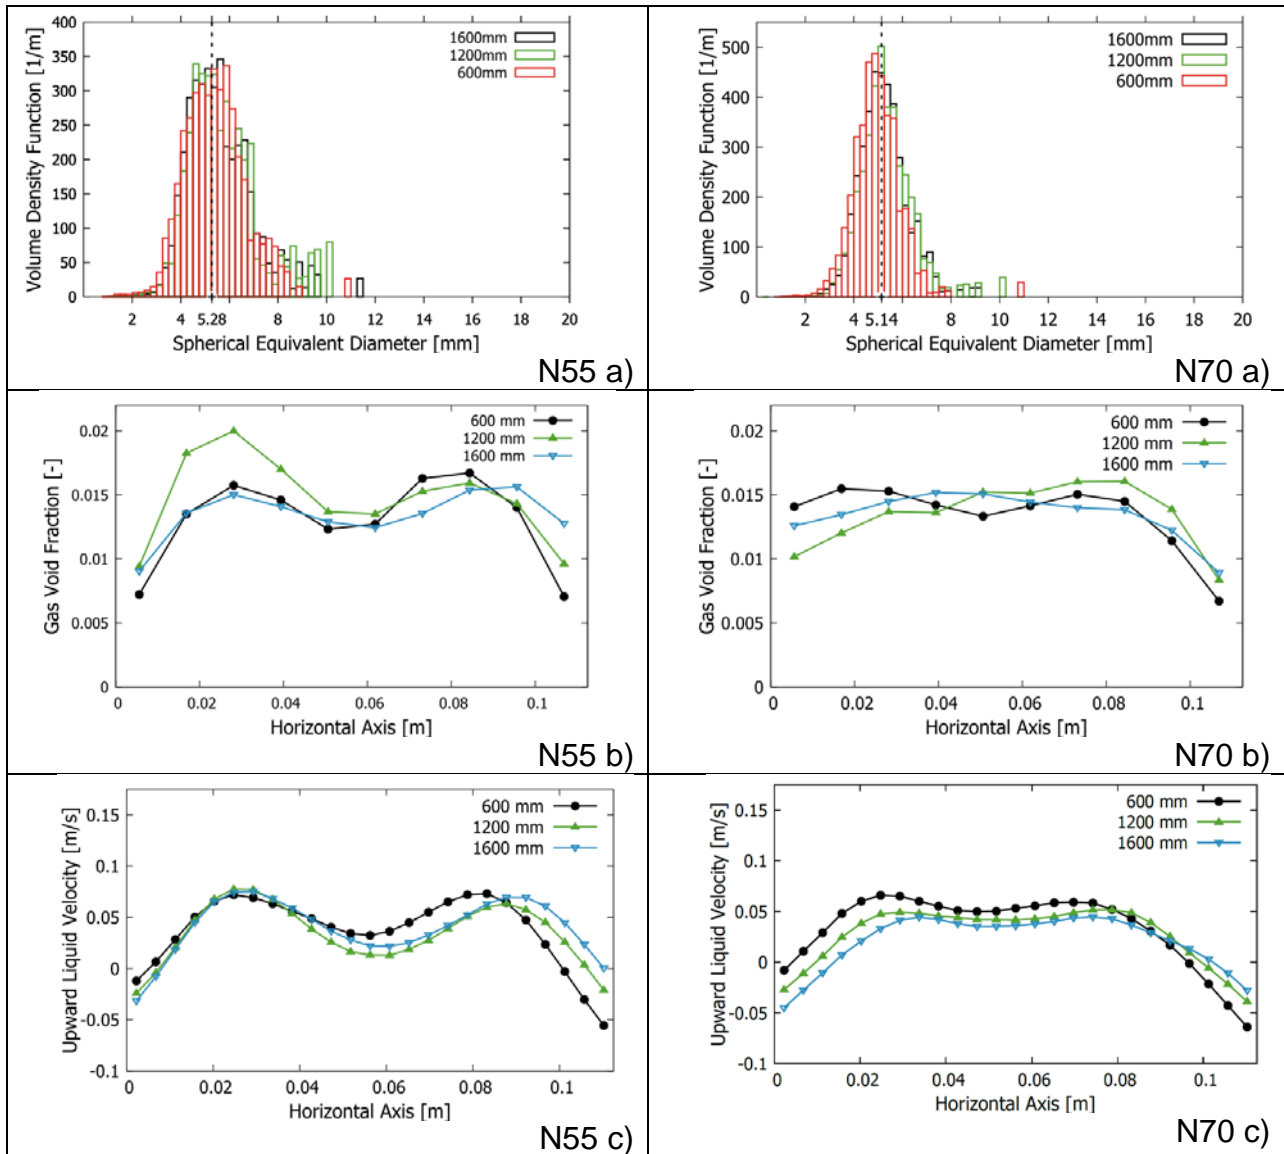 400
350
300
250
200
150
100
50
0
Volume Density Function [1/m]
1600mm
1200mm
600mm
2 4 5.28 8 10 12 14 16 18 20
Spherical Equivalent Diameter [mm]
N55 a)
500
400
300
200
100
0
Volume Density Function [1/m]
1600mm
1200mm
600mm
2 4 5.14 8 10 12 14 16 18 20
Spherical Equivalent Diameter [mm]
N70 a)
0.02
0.015
0.01
0.005
0
Gas Void Fraction [-]
600 mm
1200 mm
1600 mm
0 0.02 0.04 0.06 0.08 0.1
Horizontal Axis [m]
N55 b)
0.02
0.015
0.01
0.005
0
Gas Void Fraction [-]
600 mm
1200 mm
1600 mm
0 0.02 0.04 0.06 0.08 0.1
Horizontal Axis [m]
N70 b)
0.15
0.1
0.05
0
-0.05
-0.1
Upward Liquid Velocity [m/s]
600 mm
1200 mm
1600 mm
0 0.02 0.04 0.06 0.08 0.1
Horizontal Axis [m]
N55 c)
0.15
0.1
0.05
0
-0.05
-0.1
Upward Liquid Velocity [m/s]
600 mm
1200 mm
1600 mm
0 0.02 0.04 0.06 0.08 0.1
Horizontal Axis [m]
N70 c)